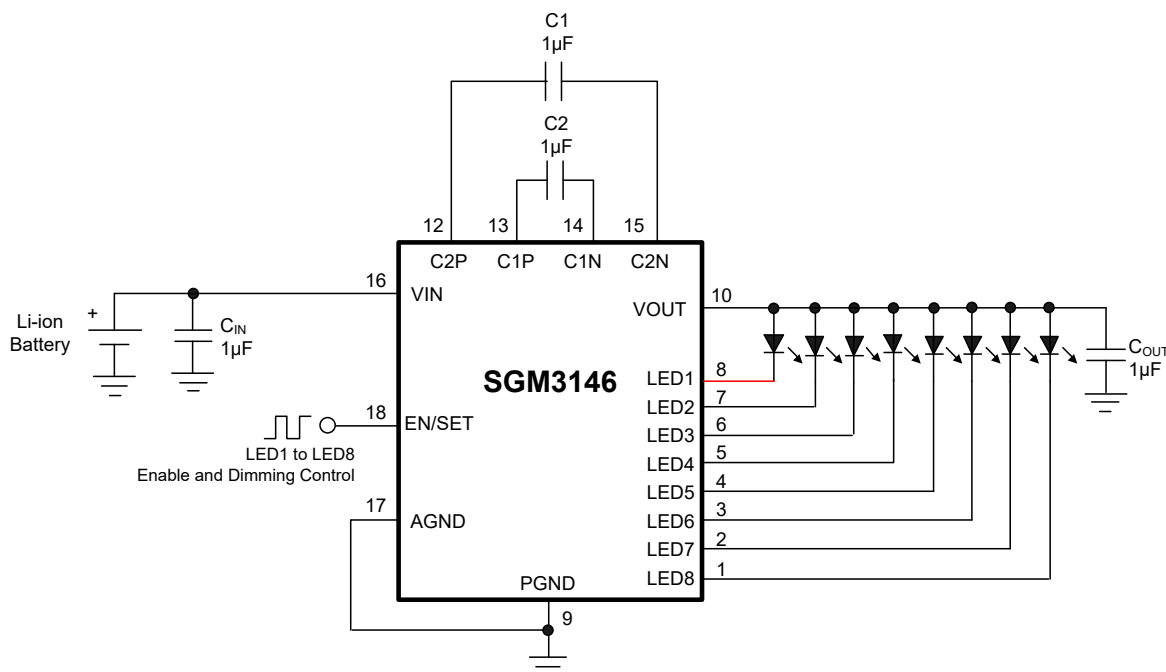 C1
1µF
C2
1µF
12
13
14
15
C2P
C1P
C1N
C2N
16
VIN
VOUT
10
Li-ion
Battery
+
CIN
1µF
COUT
1µF
SGM3146
LED1
8
LED2
7
LED3
6
LED4
5
LED5
4
LED6
3
LED7
2
LED8
1
18
EN/SET
LED1 to LED8
Enable and Dimming Control
17
AGND
PGND
9